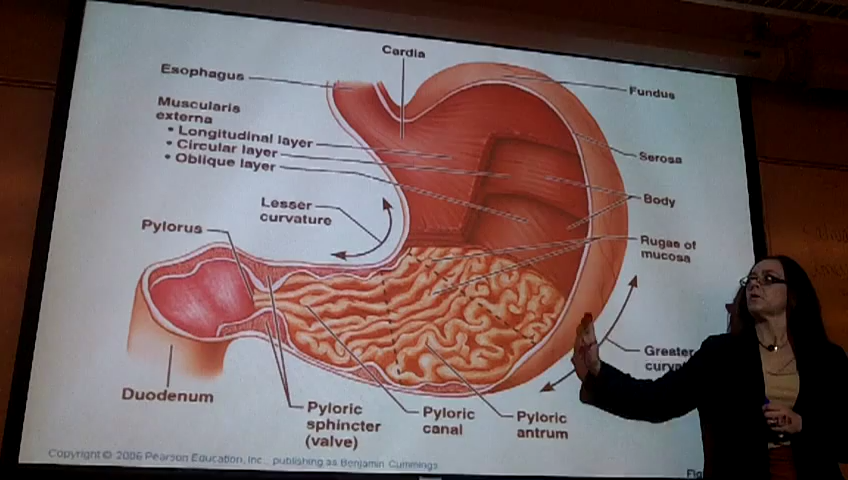 Cardia
Esophagus
Fundus
Muscularis
externa
• Longitudinal layer
• Circular layer
• Oblique layer
Serosa
Body
Lesser
curvature
Pylorus
Rugae of
mucosa
Greater
Duodenum
Pyloric
sphincter
(valve)
Pyloric
canal
Pyloric
antrum
Copyright © 2006 Pearson Education, Inc., publishing as Benjamin Cummings